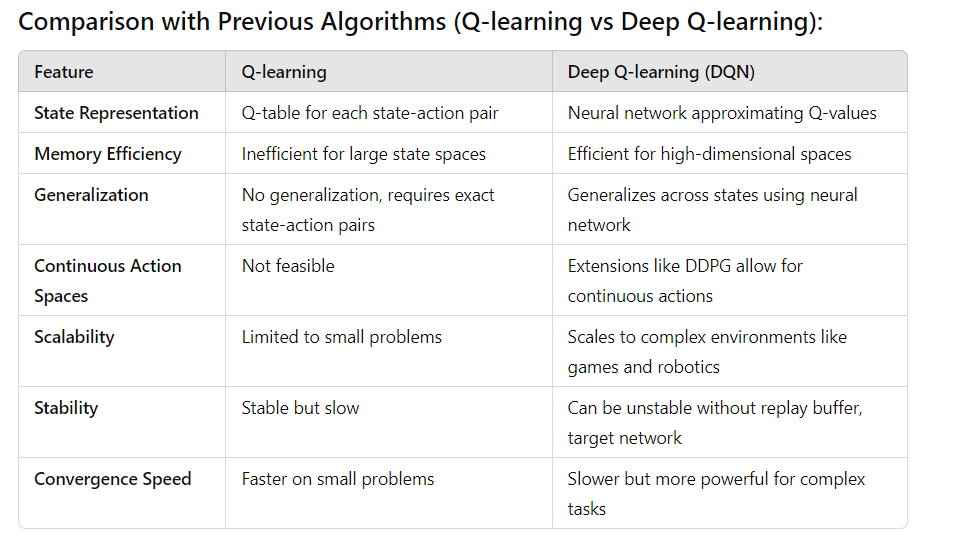 Comparison with Previous Algorithms (Q-learning vs Deep Q-learning):
Feature Q-learning Deep Q-learning (DQN)
State Representation Q-table for each state-action pair Neural network approximating Q-values
Memory Efficiency Inefficient for large state spaces Efficient for high-dimensional spaces
Generalization No generalization, requires exact Generalizes across states using neural
state-action pairs network
Continuous Action Not feasible Extensions like DDPG allow for
Spaces continuous actions
Scalability Limited to small problems Scales to complex environments like
games and robotics
Stability Stable but slow Can be unstable without replay buffer,
target network
Convergence Speed Faster on small problems Slower but more powerful for complex
tasks